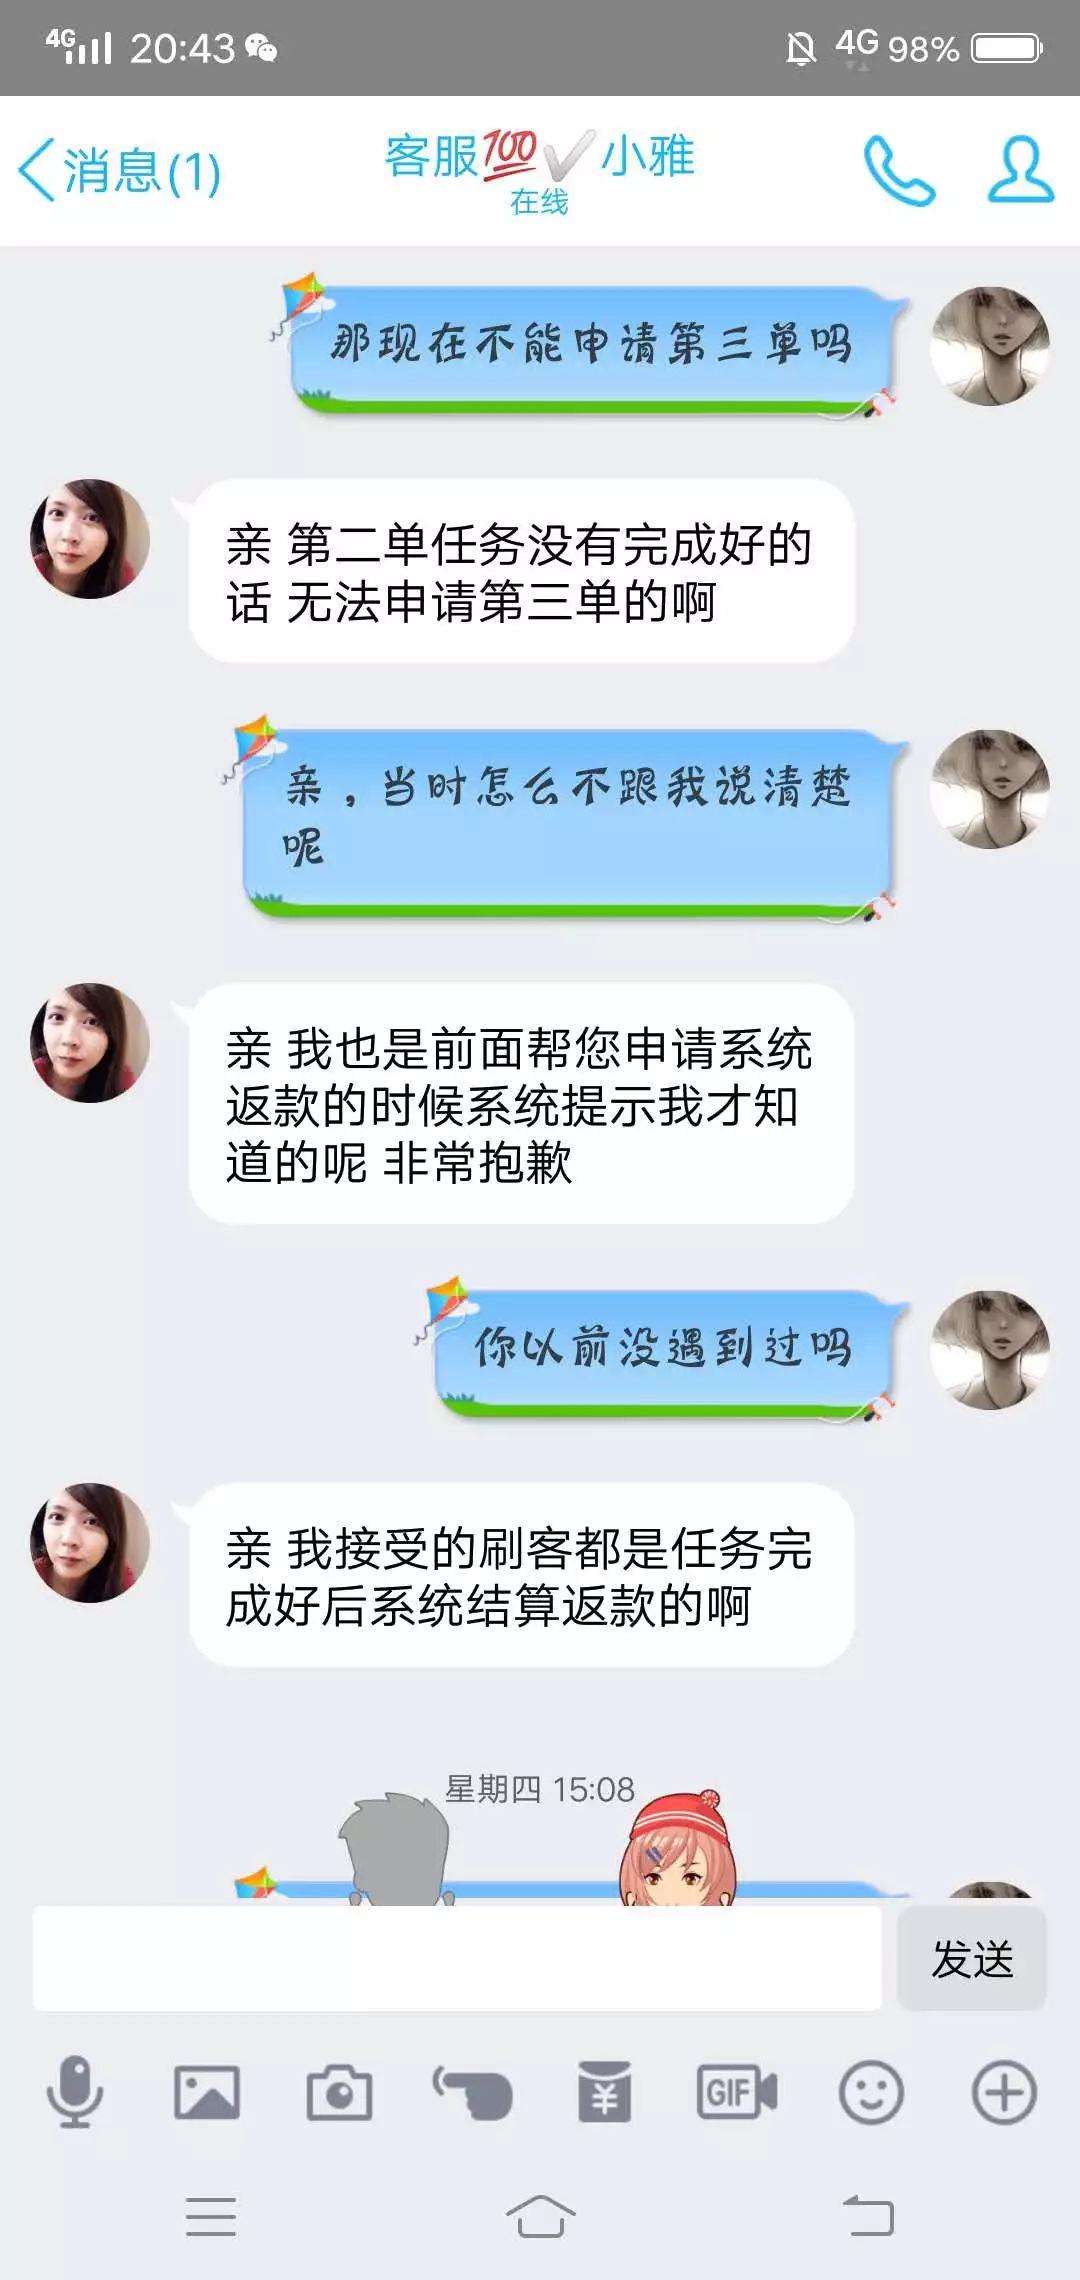 4G 20:43 4G 98%
消息(1)
客服💯✔小雅
在线
那现在不能申请第三单吗
亲 第二单任务没有完成好的
话 无法申请第三单的啊
亲，当时怎么不跟我说清楚
呢
亲 我也是前面帮您申请系统
返款的时候系统提示我才知
道的呢 非常抱歉
你以前没遇到过吗
亲 我接受的刷客都是任务完
成好后系统结算返款的啊
星期四 15:08
发送
¥
GIF